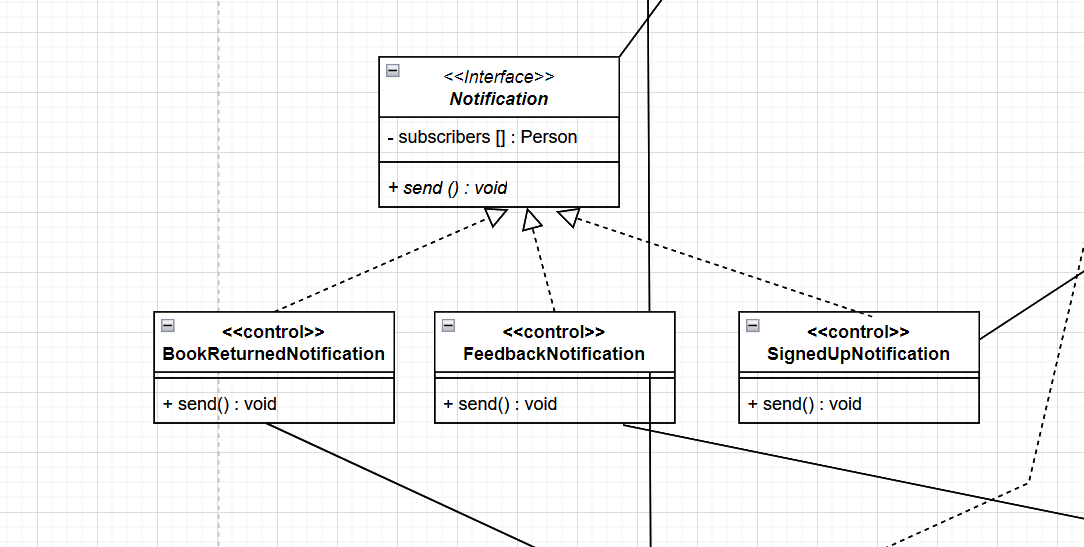 <<Interface>>
Notification
- subscribers [] : Person
+ send () : void
<<control>>
BookReturnedNotification
+ send() : void
<<control>>
FeedbackNotification
+ send() : void
<<control>>
SignedUpNotification
+ send() : void